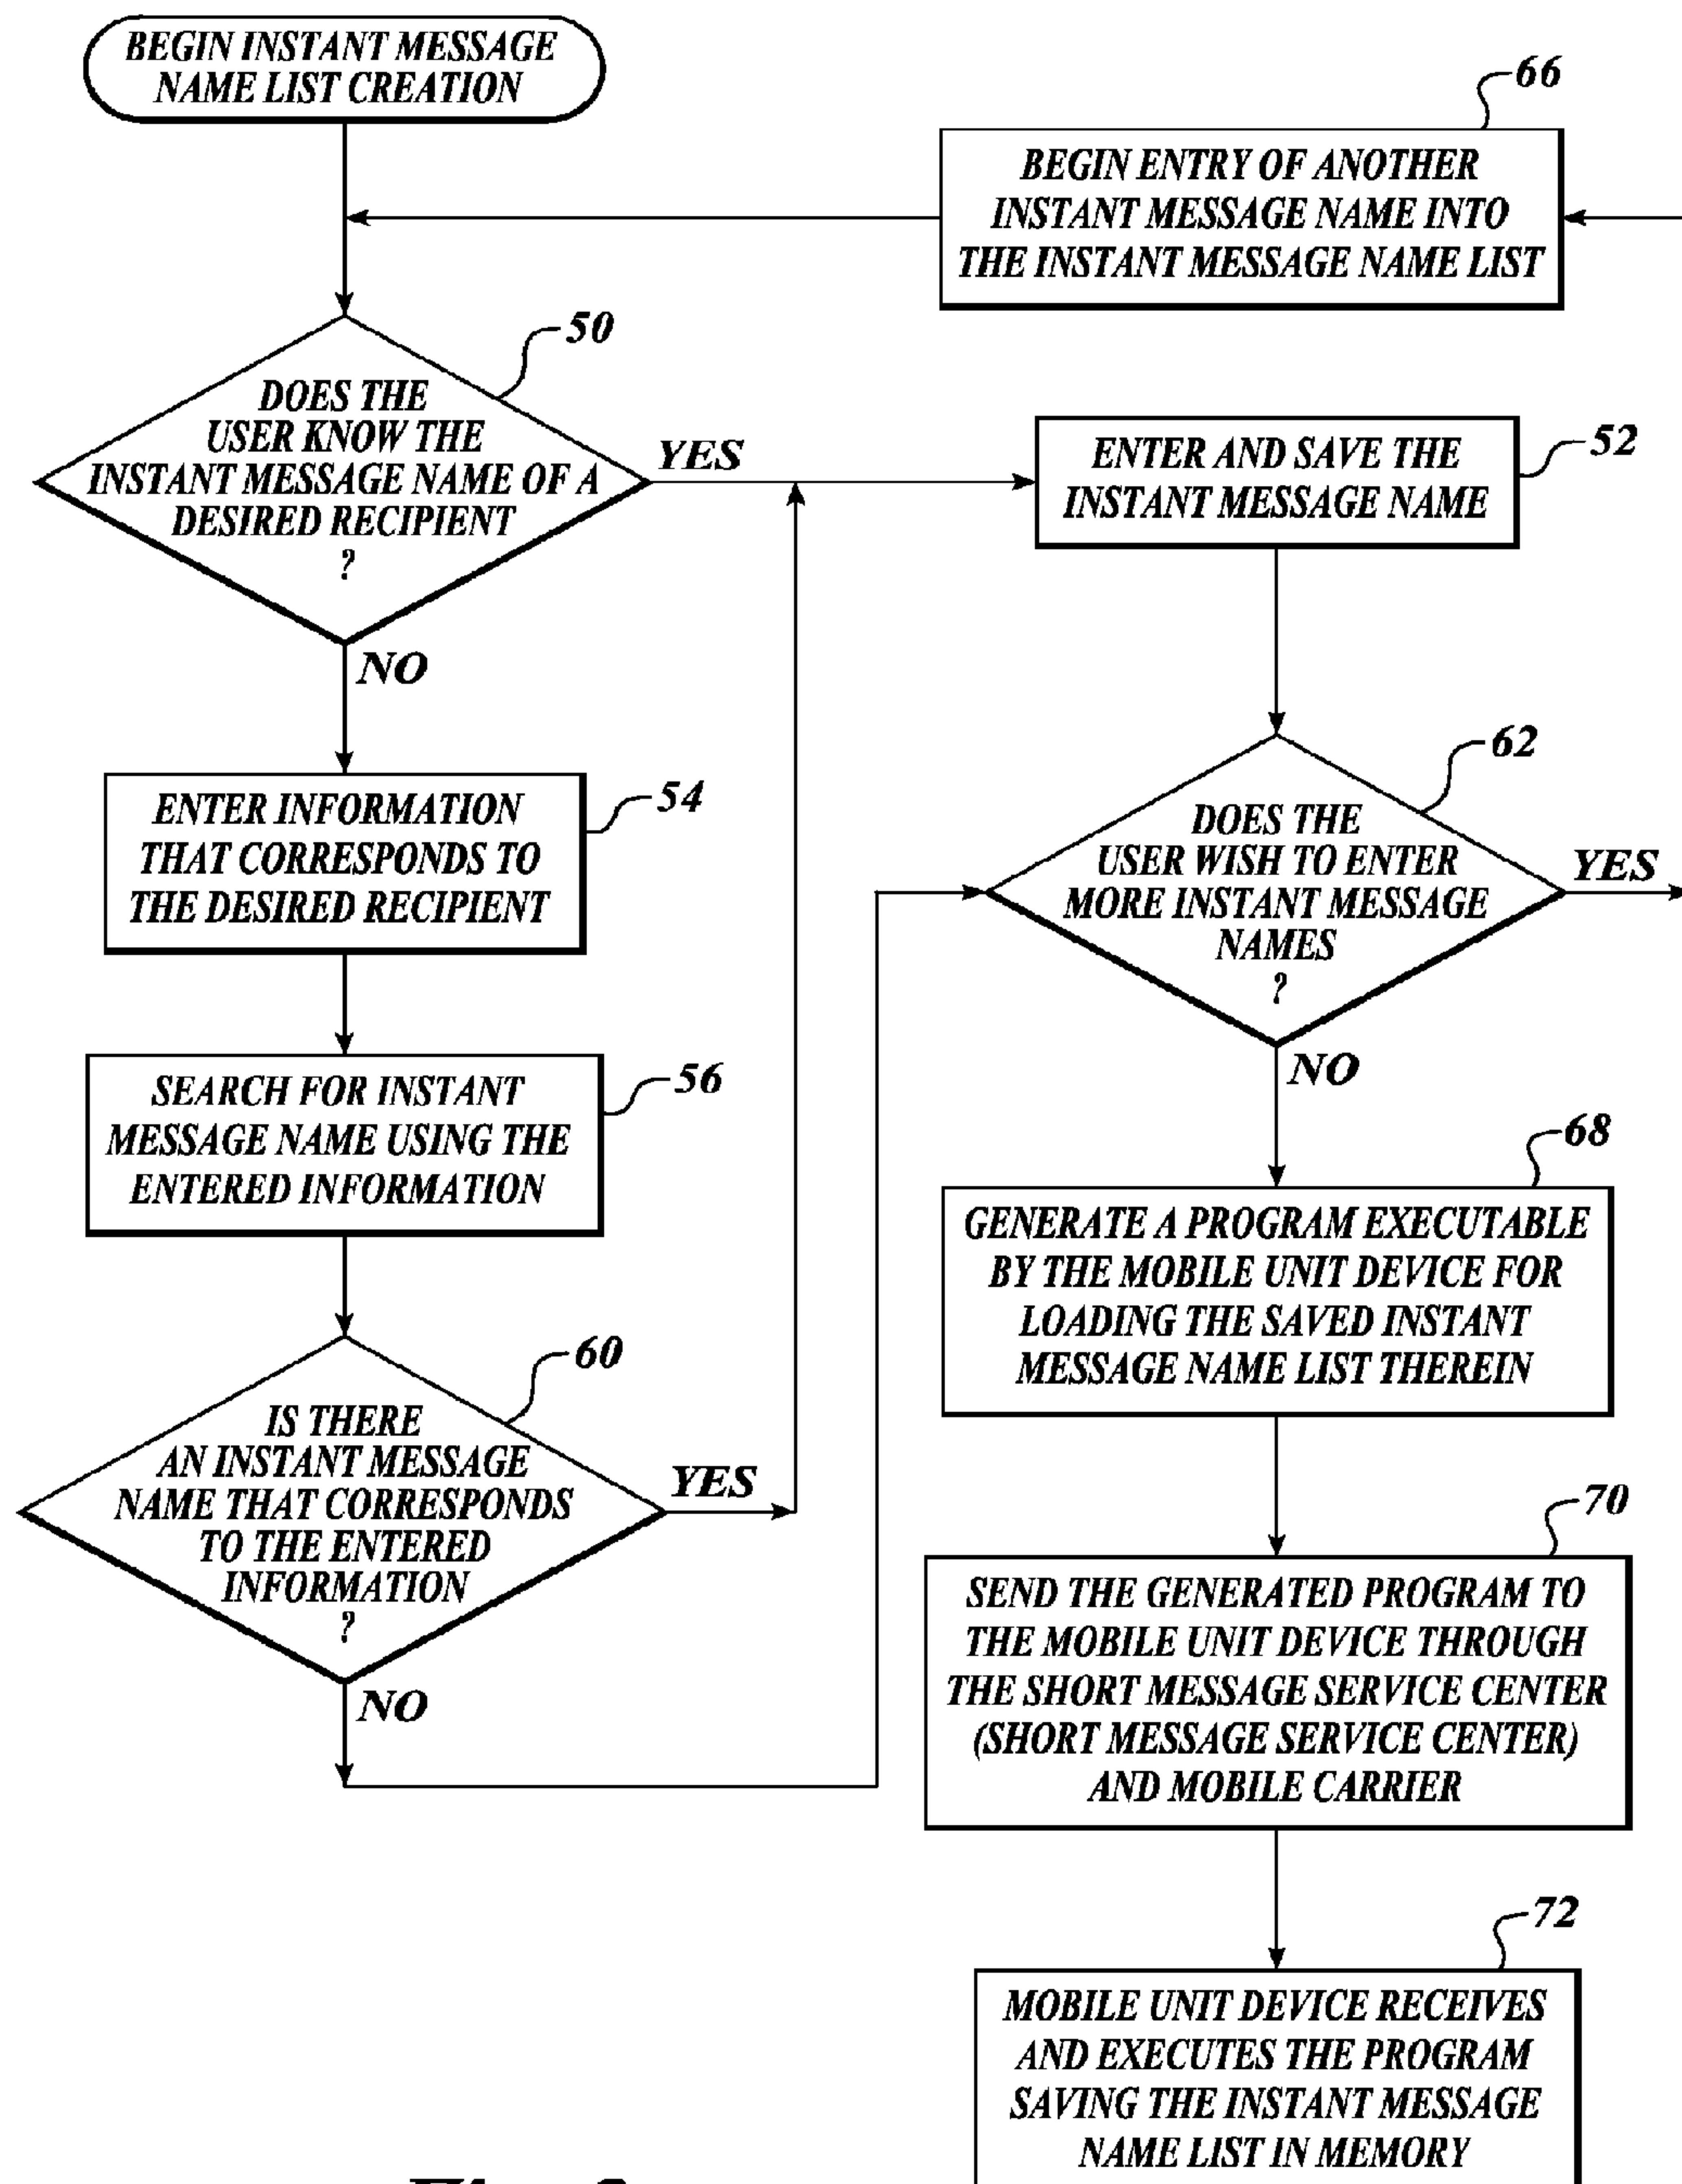 BEGIN INSTANT MESSAGE
NAME LIST CREATION
66
BEGIN ENTRY OF ANOTHER
INSTANT MESSAGE NAME INTO
THE INSTANT MESSAGE NAME LIST
50
DOES THE
USER KNOW THE
INSTANT MESSAGE NAME OF A
DESIRED RECIPIENT
?
YES
NO
52
ENTER AND SAVE THE
INSTANT MESSAGE NAME
54
ENTER INFORMATION
THAT CORRESPONDS TO
THE DESIRED RECIPIENT
62
DOES THE
USER WISH TO ENTER
MORE INSTANT MESSAGE
NAMES
?
YES
NO
56
SEARCH FOR INSTANT
MESSAGE NAME USING THE
ENTERED INFORMATION
60
IS THERE
AN INSTANT MESSAGE
NAME THAT CORRESPONDS
TO THE ENTERED
INFORMATION
?
YES
NO
68
GENERATE A PROGRAM EXECUTABLE
BY THE MOBILE UNIT DEVICE FOR
LOADING THE SAVED INSTANT
MESSAGE NAME LIST THEREIN
70
SEND THE GENERATED PROGRAM TO
THE MOBILE UNIT DEVICE THROUGH
THE SHORT MESSAGE SERVICE CENTER
(SHORT MESSAGE SERVICE CENTER)
AND MOBILE CARRIER
72
MOBILE UNIT DEVICE RECEIVES
AND EXECUTES THE PROGRAM
SAVING THE INSTANT MESSAGE
NAME LIST IN MEMORY